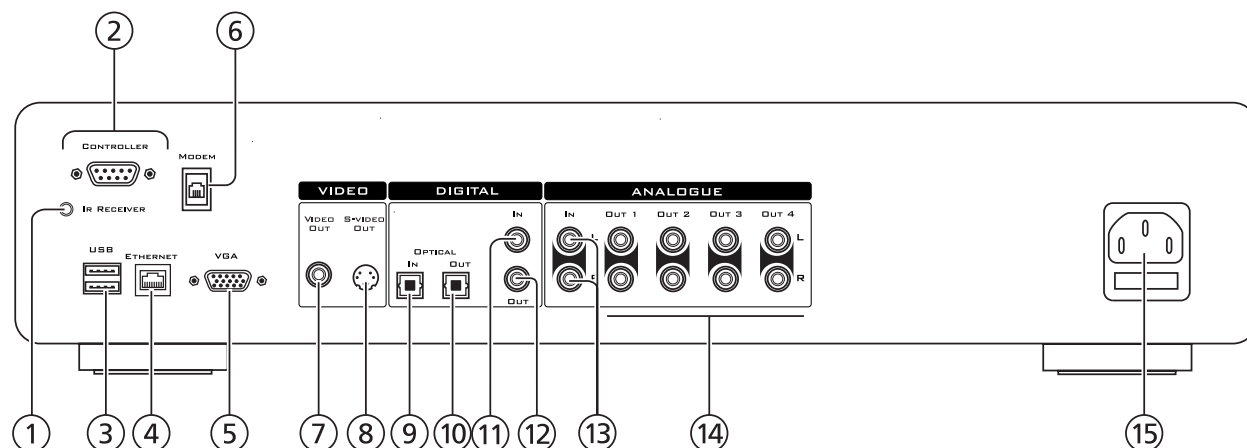 2 6
CONTROLLER
MODEM
IR RECEIVER
VIDEO DIGITAL ANALOGUE
VIDEO OUT S-VIDEO OUT
OPTICAL
IN OUT
IN
OUT
IN OUT 1 OUT 2 OUT 3 OUT 4
L L
R R
USB ETHERNET VGA
1 3 4 5 7 8 9 10 11 12 13 14 15